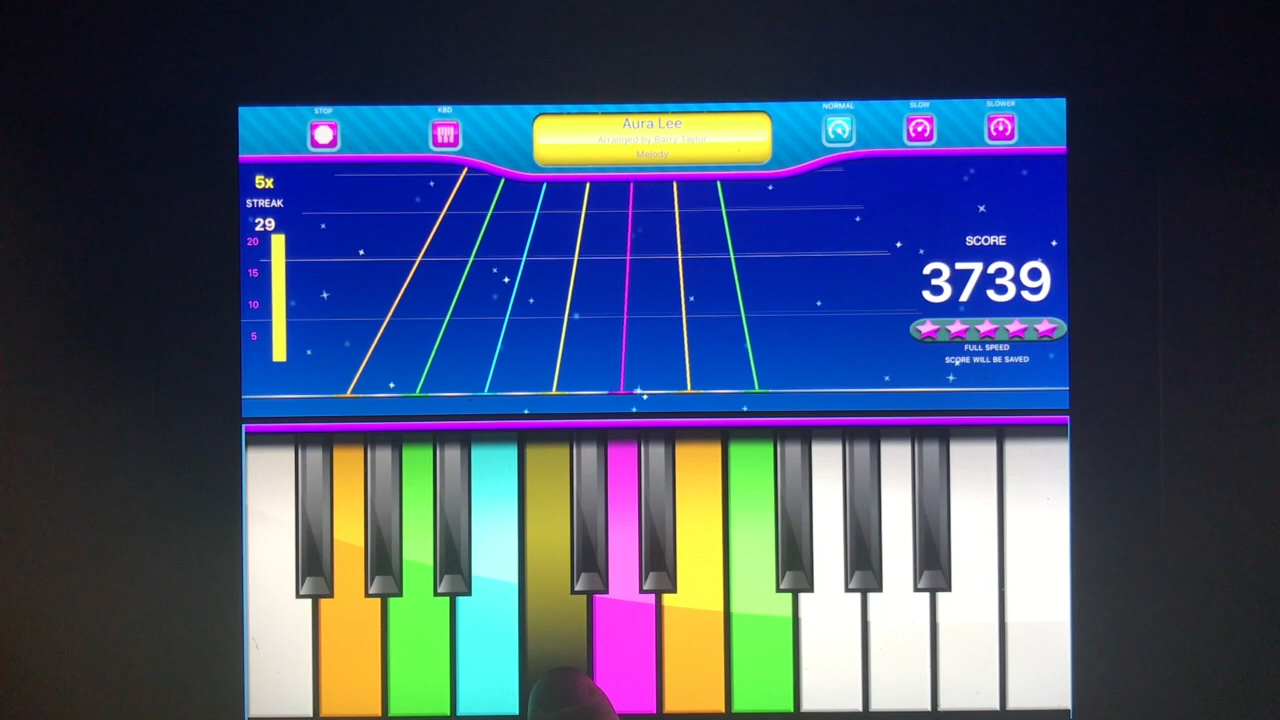 STOP
KBD
Aura Lee
Arranged by Barry Taylor
Melody
NORMAL
SLOW
SLOWER
5x
STREAK
29
20
15
10
5
SCORE
3739
FULL SPEED
SCORE WILL BE SAVED